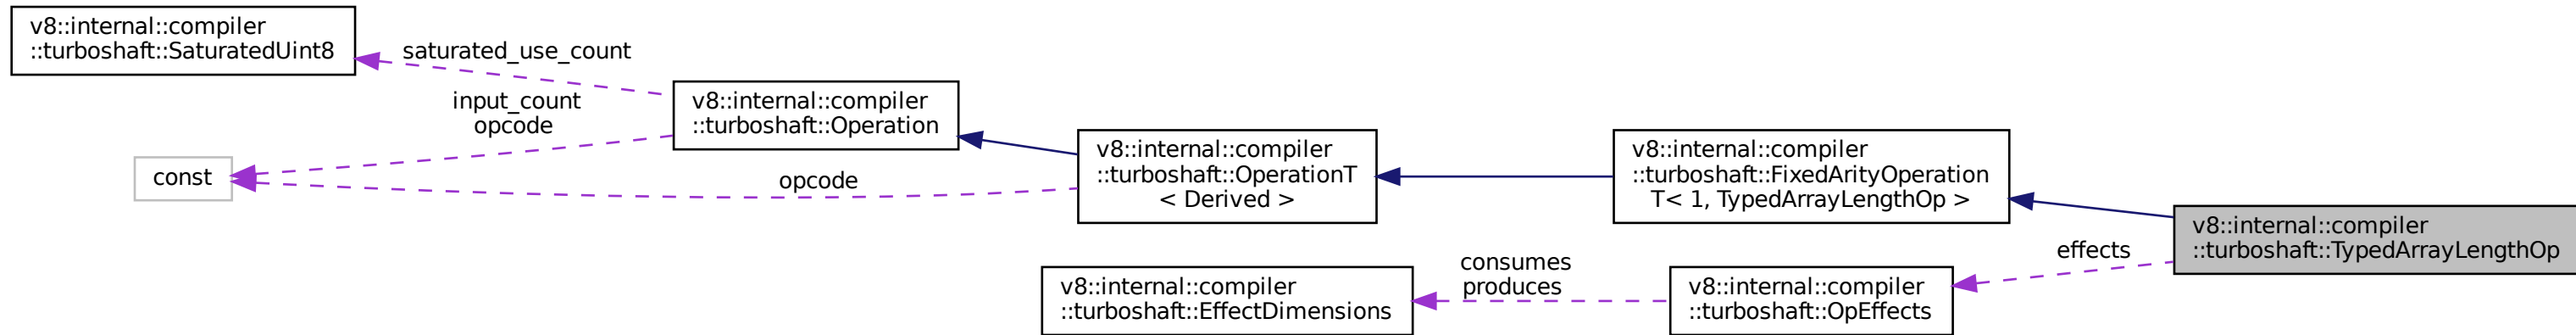 v8::internal::compiler
::turboshaft::SaturatedUint8
saturated_use_count
input_count
opcode
const
v8::internal::compiler
::turboshaft::Operation
opcode
v8::internal::compiler
::turboshaft::OperationT
< Derived >
v8::internal::compiler
::turboshaft::FixedArityOperation
T< 1, TypedArrayLengthOp >
v8::internal::compiler
::turboshaft::TypedArrayLengthOp
effects
consumes
produces
v8::internal::compiler
::turboshaft::EffectDimensions
v8::internal::compiler
::turboshaft::OpEffects